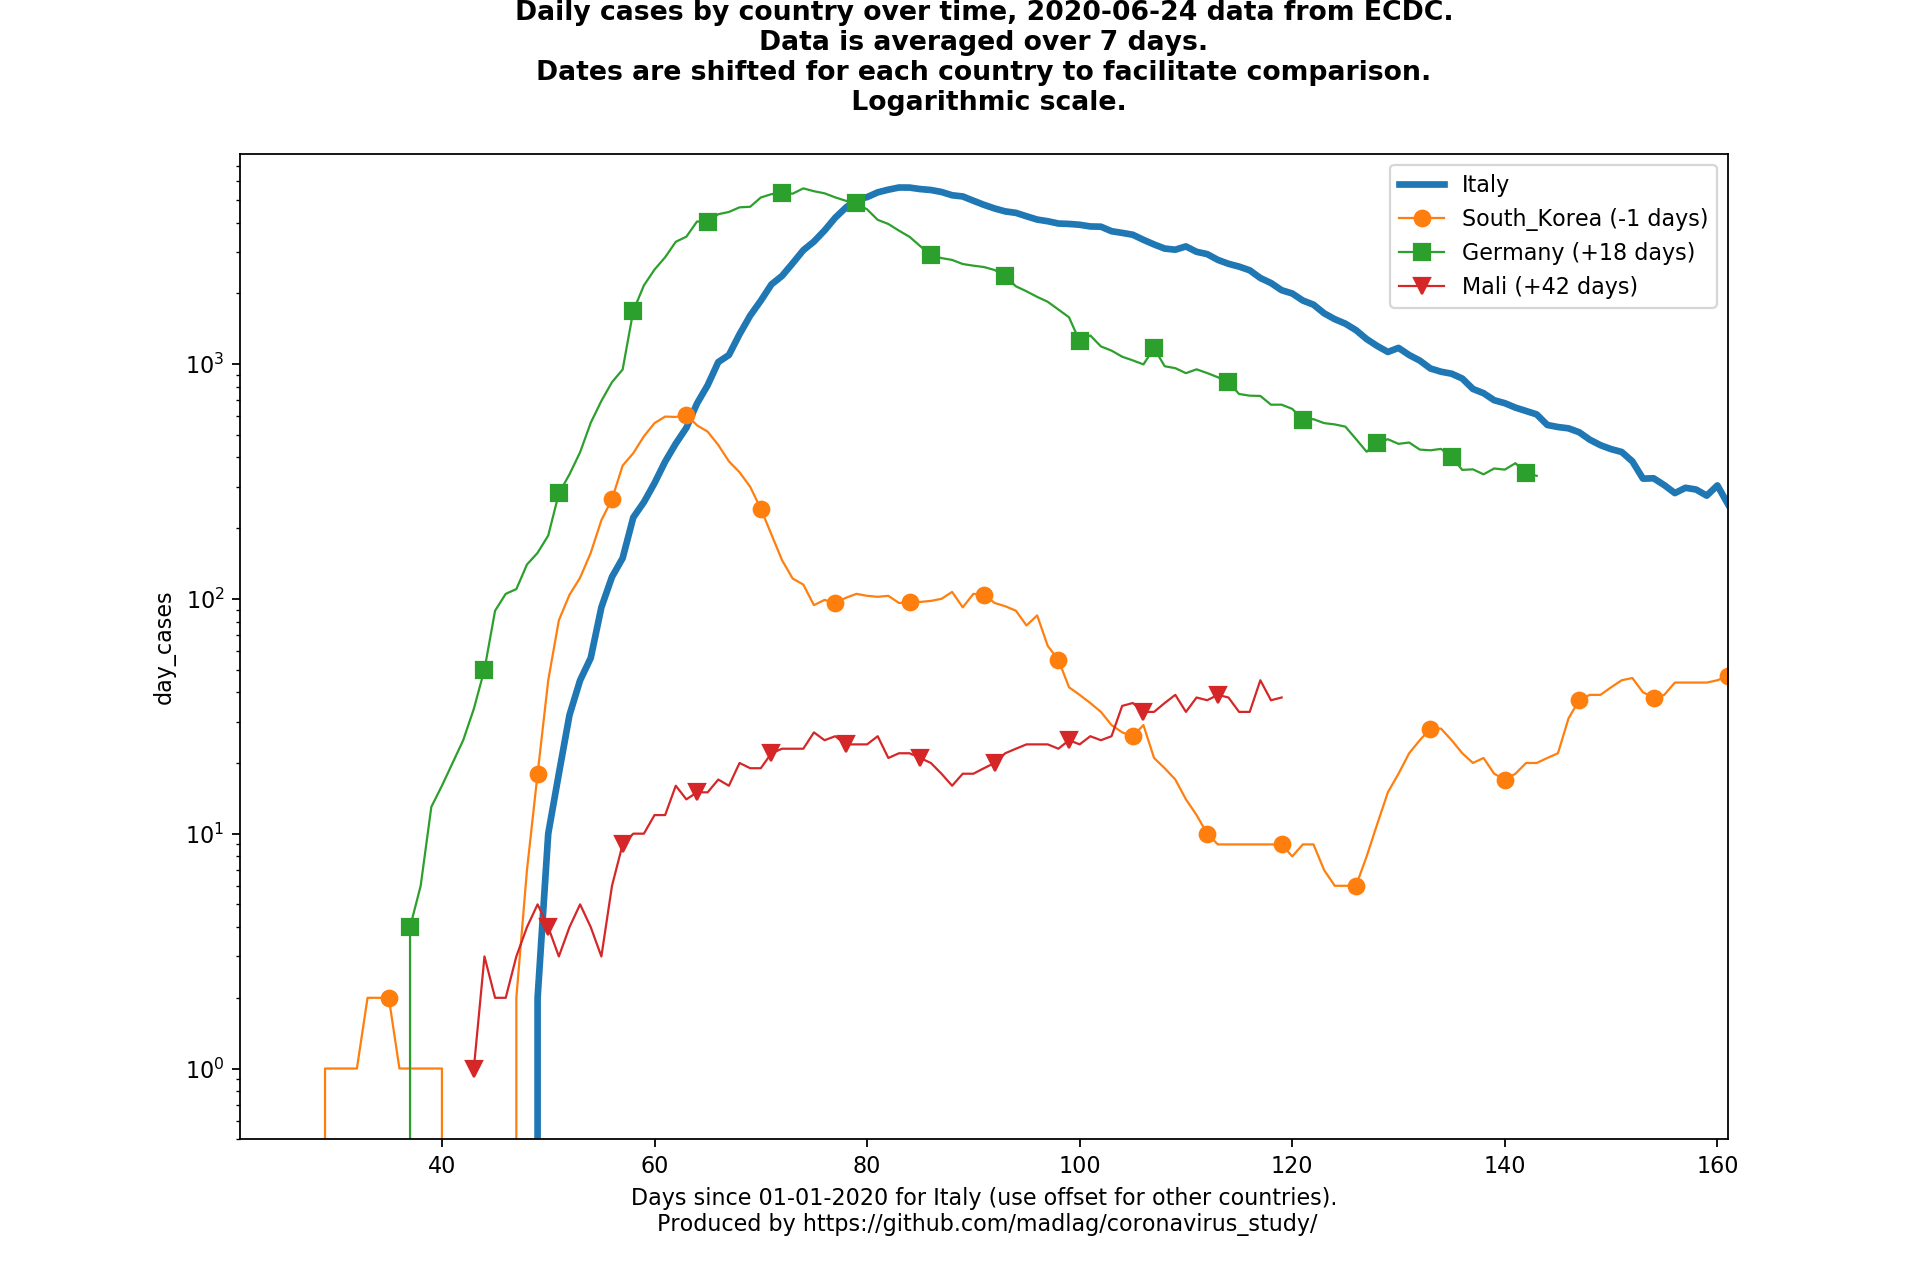 Daily cases by country over time, 2020-06-24 data from ECDC.
Data is averaged over 7 days.
Dates are shifted for each country to facilitate comparison.
Logarithmic scale.
Italy
South_Korea (-1 days)
Germany (+18 days)
Mali (+42 days)
day_cases
10³
10²
10¹
10⁰
40 60 80 100 120 140 160
Days since 01-01-2020 for Italy (use offset for other countries).
Produced by https://github.com/madlag/coronavirus_study/